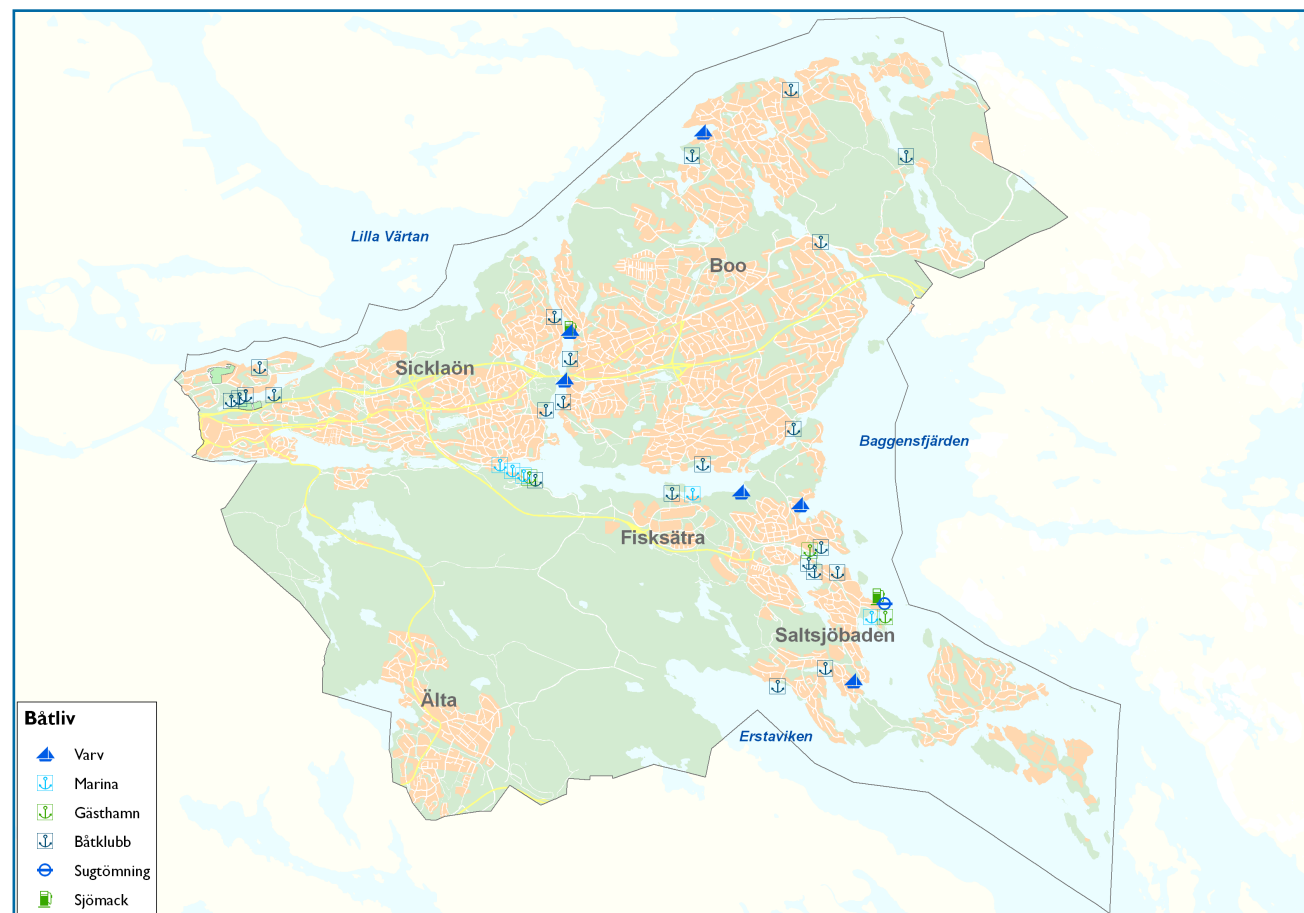 Lilla Värtan
Boo
Sicklaön
Baggensfjärden
Fisksätra
Saltsjöbaden
Älta
Erstaviken
Båtliv
Varv
Marina
Gästhamn
Båtklubb
Sugtömning
Sjömack